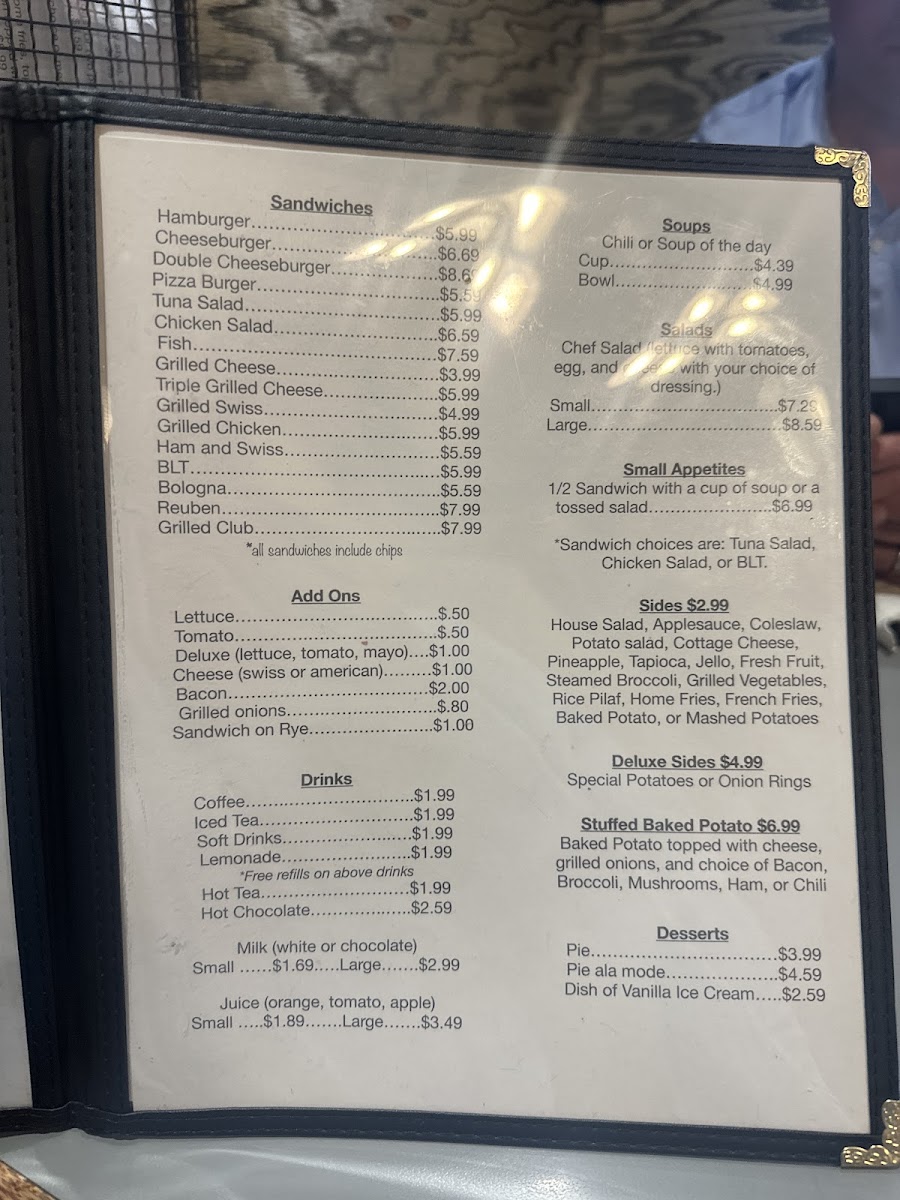 Sandwiches
Hamburger..............................$5.99
Cheeseburger..........................$6.69
Double Cheeseburger................
Pizza Burger............................
Tuna Salad..............................$5.99
Chicken Salad..........................$6.59
Fish........................................$7.59
Grilled Cheese.........................$3.99
Triple Grilled Cheese.................$5.99
Grilled Swiss............................$4.99
Grilled Chicken.........................$5.99
Ham and Swiss.........................$5.59
BLT........................................$5.99
Bologna..................................$5.59
Reuben...................................$7.99
Grilled Club..............................$7.99
*all sandwiches include chips
Add Ons
Lettuce...................................$.50
Tomato...................................$.50
Deluxe (lettuce, tomato, mayo)....$1.00
Cheese (swiss or american).........$1.00
Bacon...................................$2.00
Grilled onions..........................$.80
Sandwich on Rye......................$1.00
Drinks
Coffee.............................$1.99
Iced Tea...........................$1.99
Soft Drinks.......................$1.99
Lemonade.......................$1.99
*Free refills on above drinks
Hot Tea..........................$1.99
Hot Chocolate..................$2.59
Milk (white or chocolate)
Small ......$1.69.....Large.......$2.99
Juice (orange, tomato, apple)
Small .....$1.89.......Large.......$3.49
Soups
Chili or Soup of the day
Cup.........................$4.39
Bowl........................$4.99
Salads
Chef Salad (lettuce with tomatoes,
egg, and with your choice of
dressing.)
Small.................................$7.29
Large..................................$8.59
Small Appetites
1/2 Sandwich with a cup of soup or a
tossed salad......................$6.99
*Sandwich choices are: Tuna Salad,
Chicken Salad, or BLT.
Sides $2.99
House Salad, Applesauce, Coleslaw,
Potato salad, Cottage Cheese,
Pineapple, Tapioca, Jello, Fresh Fruit,
Steamed Broccoli, Grilled Vegetables,
Rice Pilaf, Home Fries, French Fries,
Baked Potato, or Mashed Potatoes
Deluxe Sides $4.99
Special Potatoes or Onion Rings
Stuffed Baked Potato $6.99
Baked Potato topped with cheese,
grilled onions, and choice of Bacon,
Broccoli, Mushrooms, Ham, or Chili
Desserts
Pie.................................$3.99
Pie ala mode....................$4.59
Dish of Vanilla Ice Cream.....$2.59